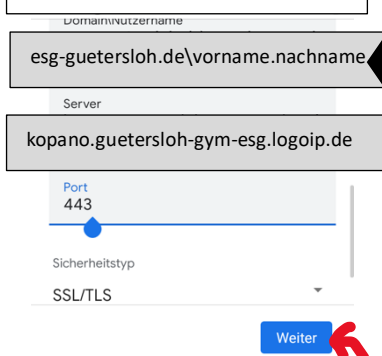 Domain\Nutzername
esg-guetersloh.de\vorname.nachname
Server
kopano.guetersloh-gym-esg.logoip.de
Port
443
Sicherheitstyp
SSL/TLS
Weiter